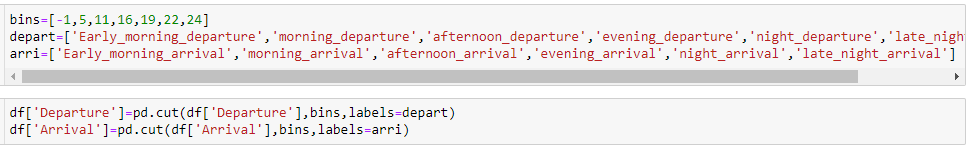 bins=[-1,5,11,16,19,22,24]
depart=['Early_morning_departure','morning_departure','afternoon_departure','evening_departure','night_departure','late_nigh
arri=['Early_morning_arrival','morning_arrival','afternoon_arrival','evening_arrival','night_arrival','late_night_arrival']
df['Departure']=pd.cut(df['Departure'],bins,labels=depart)
df['Arrival']=pd.cut(df['Arrival'],bins,labels=arri)